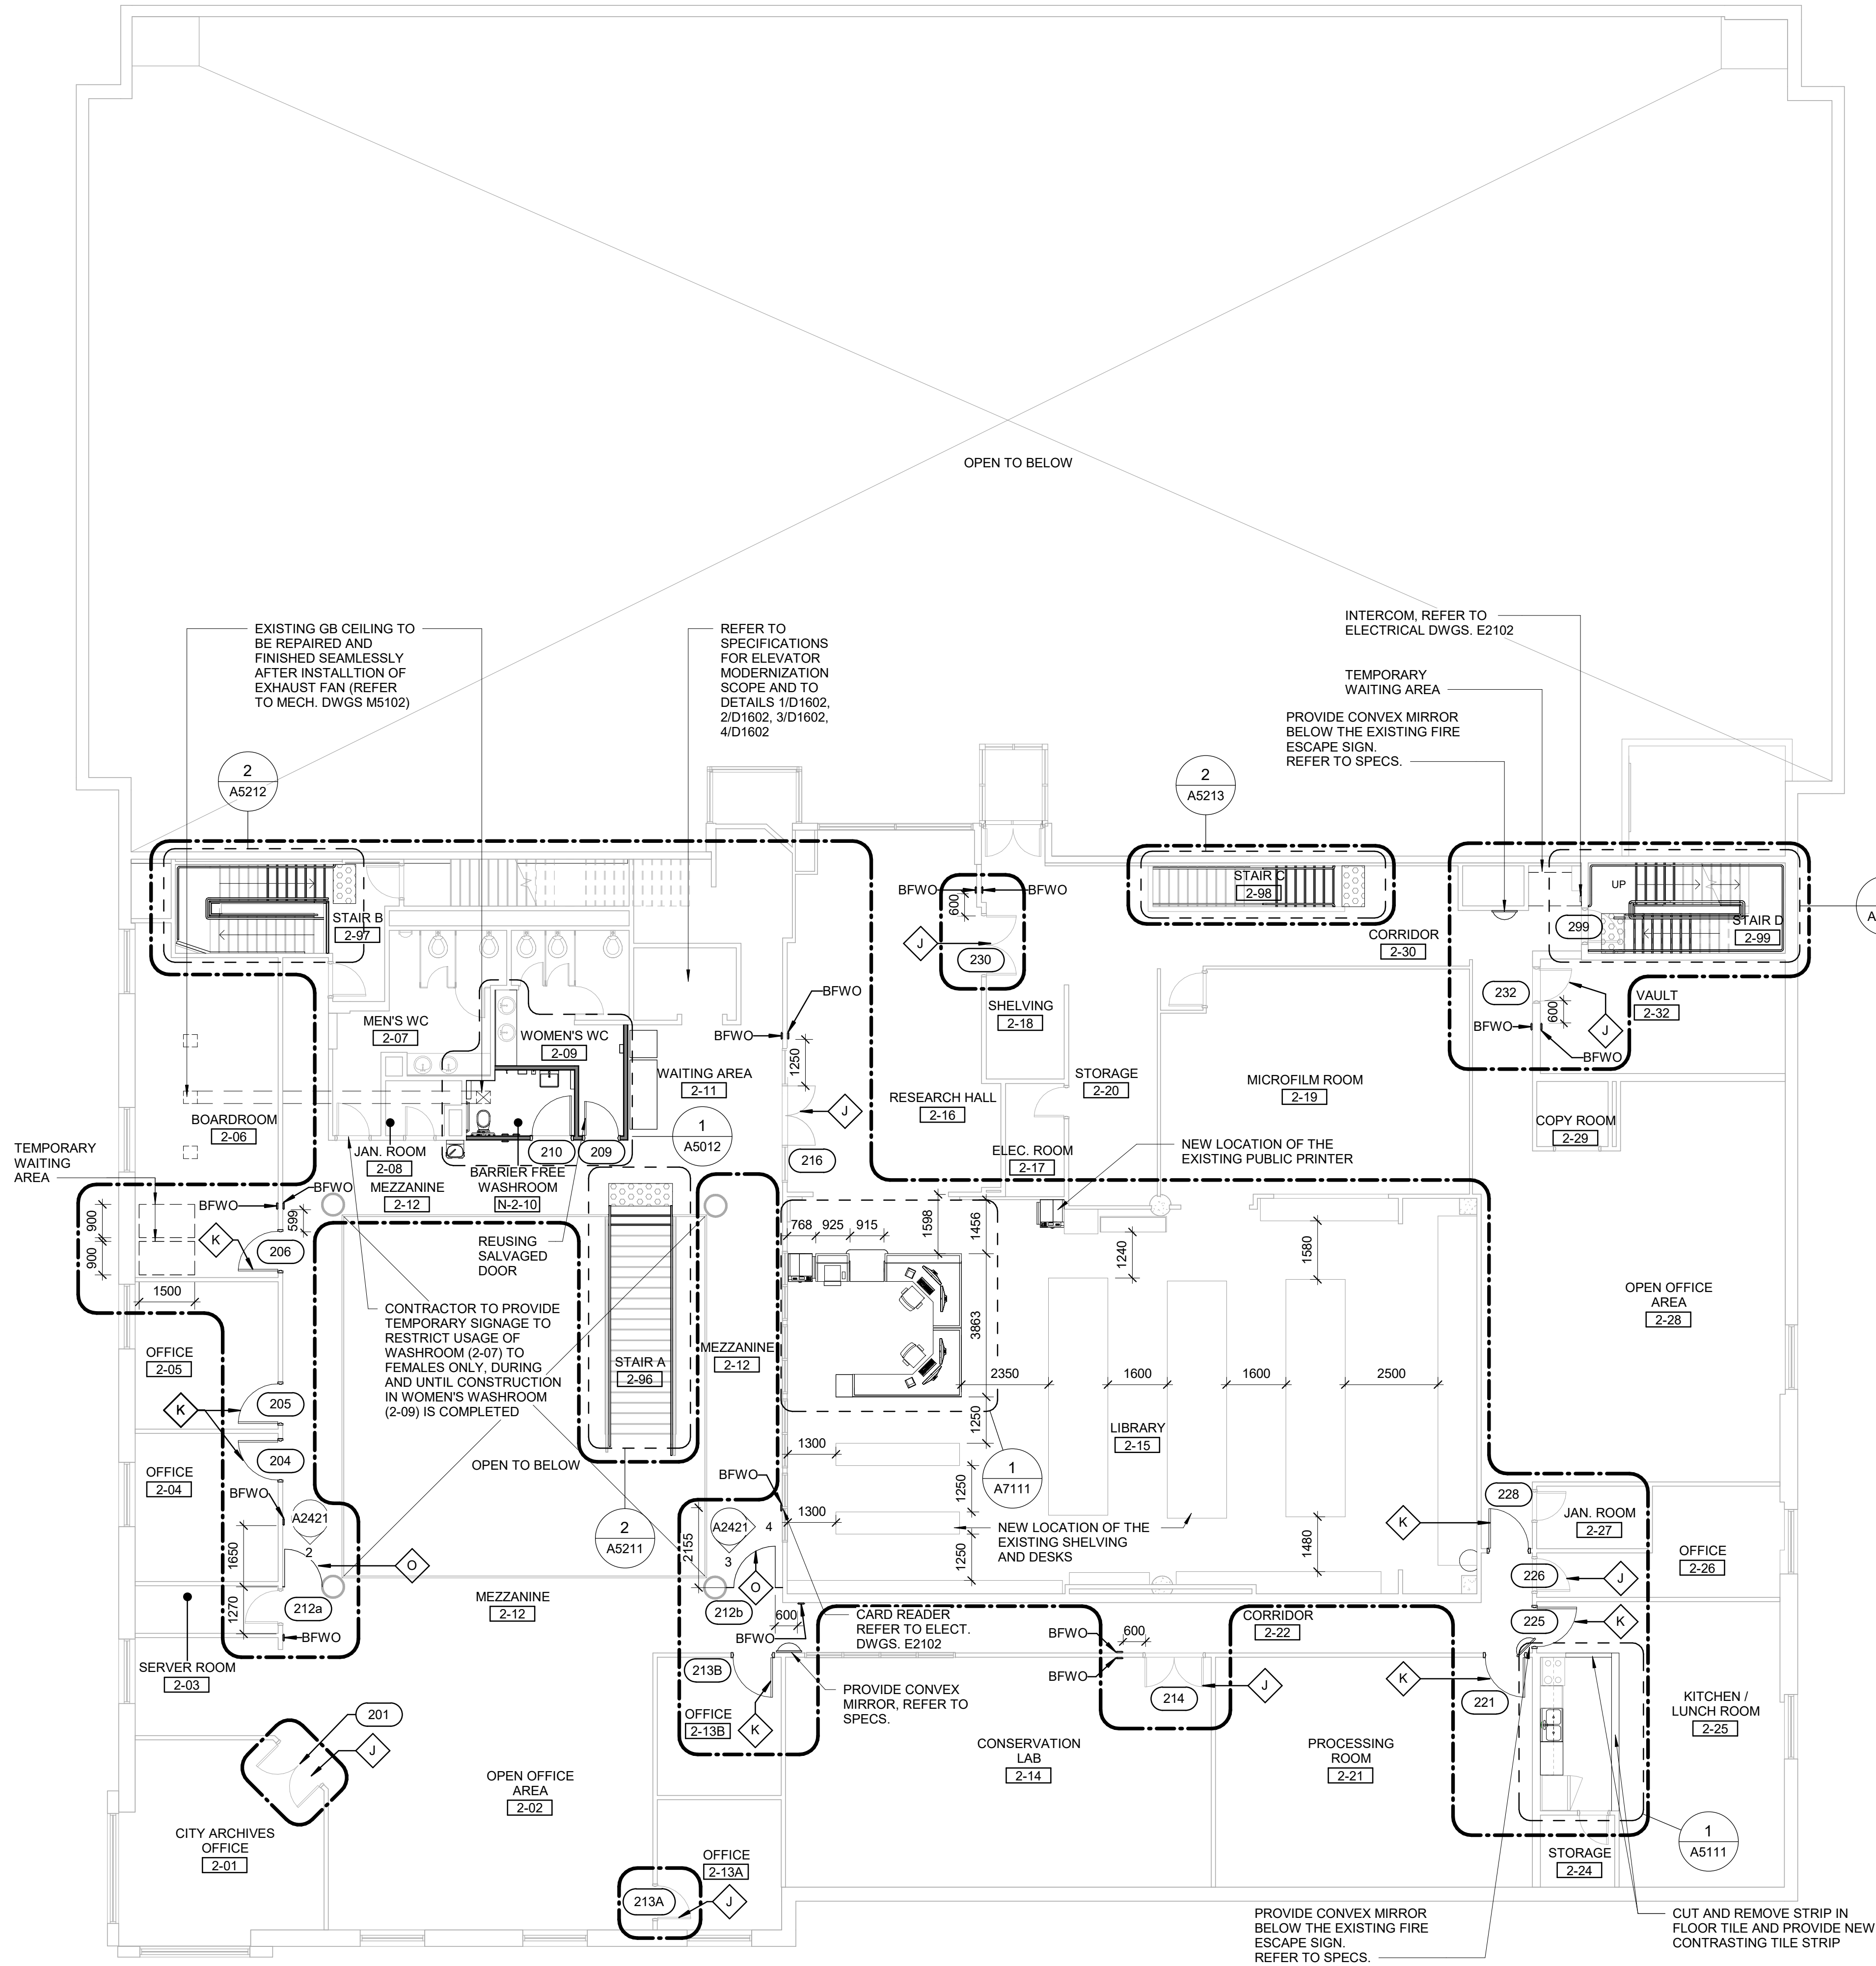 OPEN TO BELOW
EXISTING GB CEILING TO
BE REPAIRED AND
FINISHED SEAMLESSLY
AFTER INSTALLTION OF
EXHAUST FAN (REFER
TO MECH. DWGS M5102)
REFER TO
SPECIFICATIONS
FOR ELEVATOR
MODERNIZATION
SCOPE AND TO
DETAILS 1/D1602,
2/D1602, 3/D1602,
4/D1602
INTERCOM, REFER TO
ELECTRICAL DWGS. E2102
TEMPORARY
WAITING AREA
PROVIDE CONVEX MIRROR
BELOW THE EXISTING FIRE
ESCAPE SIGN.
REFER TO SPECS.
2
A5212
2
A5213
STAIR B
2-97
BFWO
BFWO
600
J
230
STAIR C
2-98
CORRIDOR
2-30
UP
299
STAIR D
2-99
A
232
600
BFWO
J
BFWO
VAULT
2-32
MEN'S WC
2-07
WOMEN'S WC
2-09
BFWO
BFWO
1250
SHELVING
2-18
WAITING AREA
2-11
J
RESEARCH HALL
2-16
STORAGE
2-20
MICROFILM ROOM
2-19
COPY ROOM
2-29
BOARDROOM
2-06
TEMPORARY
WAITING
AREA
JAN. ROOM
2-08
210
209
1
A5012
216
ELEC. ROOM
2-17
NEW LOCATION OF THE
EXISTING PUBLIC PRINTER
BARRIER FREE
WASHROOM
N-2-10
MEZZANINE
2-12
BFWO
BFWO
599
900
900
K
206
1500
REUSING
SALVAGED
DOOR
768
925
915
1598
1456
1240
1580
3863
CONTRACTOR TO PROVIDE
TEMPORARY SIGNAGE TO
RESTRICT USAGE OF
WASHROOM (2-07) TO
FEMALES ONLY, DURING
AND UNTIL CONSTRUCTION
IN WOMEN'S WASHROOM
(2-09) IS COMPLETED
OPEN OFFICE
AREA
2-28
OFFICE
2-05
K
205
204
STAIR A
2-96
MEZZANINE
2-12
2350
1600
1600
2500
1250
LIBRARY
2-15
1300
OFFICE
2-04
OPEN TO BELOW
BFWO
BFWO
1
A7111
1250
A2421
2
1650
O
2
A5211
2155
A2421
4
3
1300
O
NEW LOCATION OF THE
EXISTING SHELVING
AND DESKS
1250
1480
K
228
JAN. ROOM
2-27
OFFICE
2-26
226
J
225
K
1270
212a
BFWO
MEZZANINE
2-12
212b
600
BFWO
CARD READER
REFER TO ELECT.
DWGS. E2102
BFWO
600
BFWO
CORRIDOR
2-22
SERVER ROOM
2-03
213B
PROVIDE CONVEX
MIRROR, REFER TO
SPECS.
214
J
K
221
KITCHEN /
LUNCH ROOM
2-25
OFFICE
2-13B
K
201
J
CONSERVATION
LAB
2-14
PROCESSING
ROOM
2-21
OPEN OFFICE
AREA
2-02
CITY ARCHIVES
OFFICE
2-01
OFFICE
2-13A
213A
J
1
A5111
STORAGE
2-24
PROVIDE CONVEX MIRROR
BELOW THE EXISTING FIRE
ESCAPE SIGN.
REFER TO SPECS.
CUT AND REMOVE STRIP IN
FLOOR TILE AND PROVIDE NEW
CONTRASTING TILE STRIP